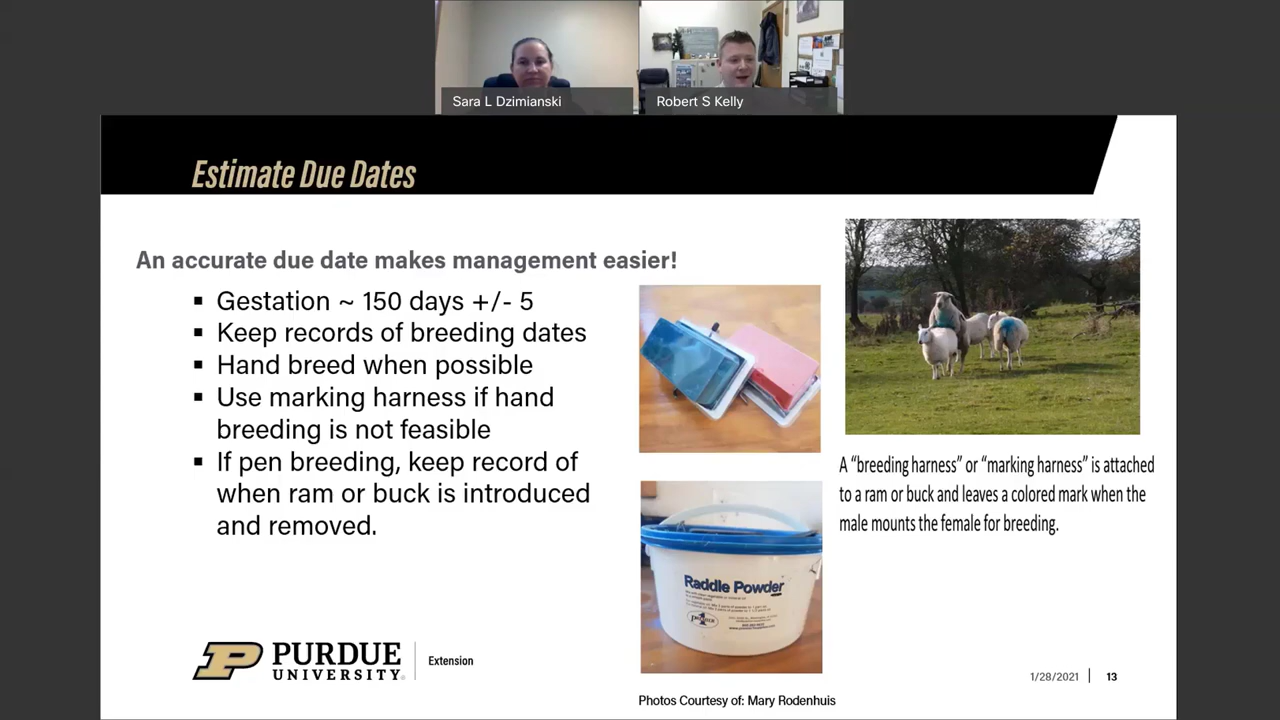 Sara L Dzimianski
Robert S Kelly
Estimate Due Dates
An accurate due date makes management easier!
▪ Gestation ~ 150 days +/- 5
▪ Keep records of breeding dates
▪ Hand breed when possible
▪ Use marking harness if hand
breeding is not feasible
▪ If pen breeding, keep record of
when ram or buck is introduced
and removed.
A “breeding harness” or “marking harness” is attached
to a ram or buck and leaves a colored mark when the
male mounts the female for breeding.
Raddle Powder
PURDUE
UNIVERSITY®
Extension
1/28/2021
13
Photos Courtesy of: Mary Rodenhuis